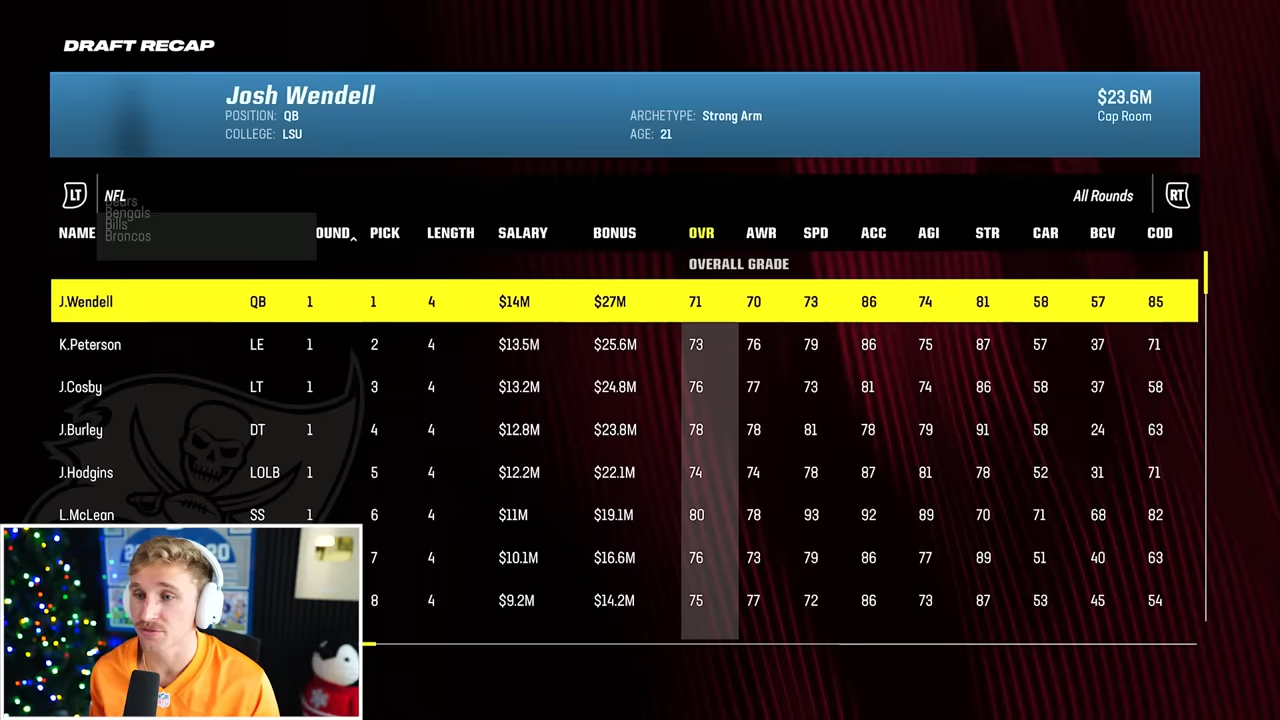 DRAFT RECAP
Josh Wendell
POSITION: QB
COLLEGE: LSU
ARCHETYPE: Strong Arm
AGE: 21
$23.6M
Cap Room
LT NFL All Rounds RT
Bears
Bengals
Bills
Broncos
NAME OUND PICK LENGTH SALARY BONUS OVR AWR SPD ACC AGI STR CAR BCV COD
OVERALL GRADE
J.Wendell QB 1 1 4 $14M $27M 71 70 73 86 74 81 58 57 85
K.Peterson LE 1 2 4 $13.5M $25.6M 73 76 79 86 75 87 57 37 71
J.Cosby LT 1 3 4 $13.2M $24.8M 76 77 73 81 74 86 58 37 58
J.Burley DT 1 4 4 $12.8M $23.8M 78 78 81 78 79 91 58 24 63
J.Hodgins LOLB 1 5 4 $12.2M $22.1M 74 74 78 87 81 78 52 31 71
L.McLean SS 1 6 4 $11M $19.1M 80 78 93 92 89 70 71 68 82
7 4 $10.1M $16.6M 76 73 79 86 77 89 51 40 63
8 4 $9.2M $14.2M 75 77 72 86 73 87 53 45 54
NFL